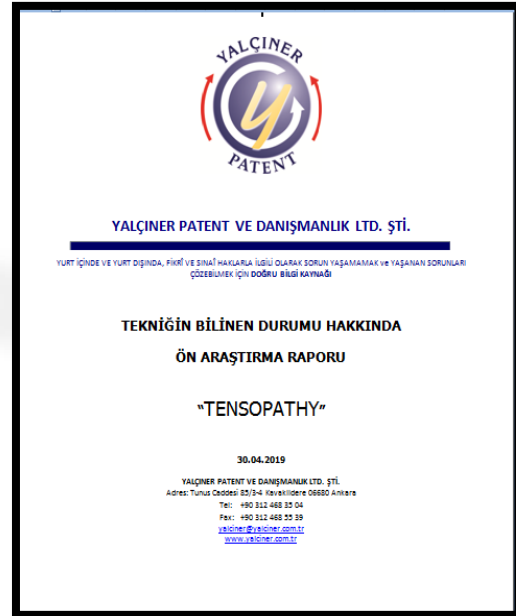 YALÇINER
y
PATENT
YALÇINER PATENT VE DANIŞMANLIK LTD. ŞTİ.
YURT İÇİNDE VE YURT DIŞINDA, FİKRİ VE SINAİ HAKLARLA İLGİLİ OLARAK SORUN YAŞAMAMAK ve YAŞANAN SORUNLARI
ÇÖZEBİLMEK İÇİN DOĞRU BİLGİ KAYNAĞI
TEKNİĞİN BİLİNEN DURUMU HAKKINDA
ÖN ARAŞTIRMA RAPORU
"TENSOPATHY"
30.04.2019
YALÇINER PATENT VE DANIŞMANLIK LTD. ŞTİ.
Adres: Tunus Caddesi 85/3-4 Kavaklıdere 06680 Ankara
Tel: +90 312 468 35 04
Fax: +90 312 468 55 39
yalciner@yalciner.com.tr
www.yalciner.com.tr